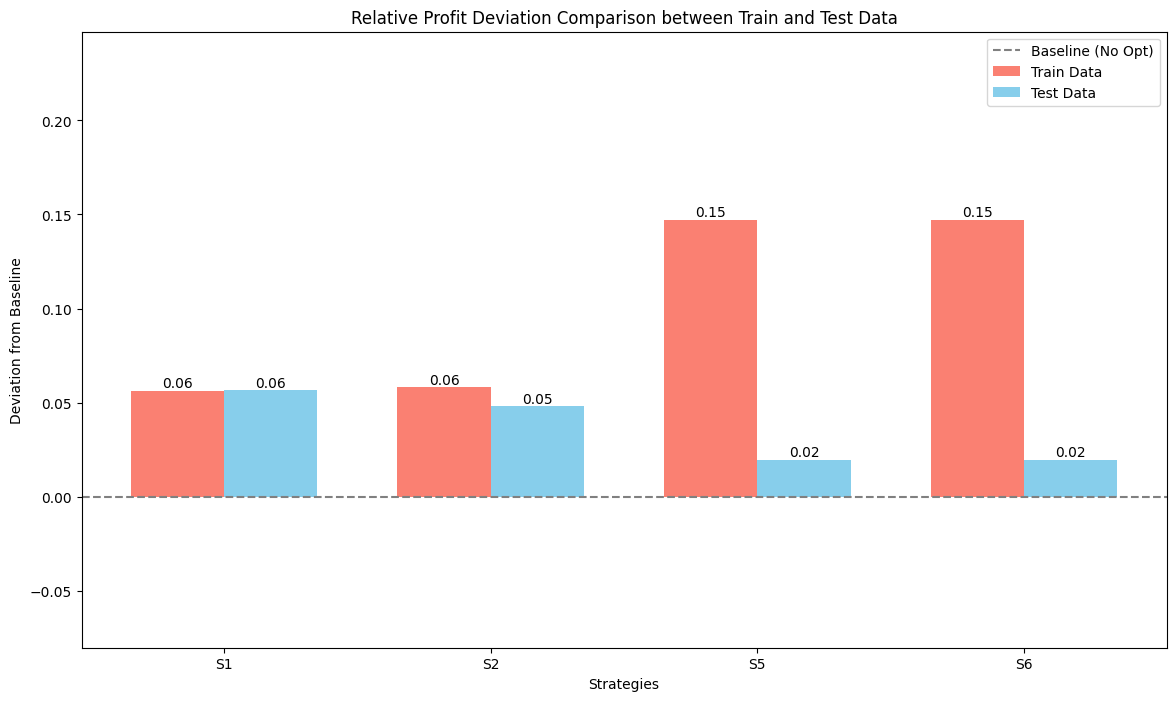 Relative Profit Deviation Comparison between Train and Test Data
Baseline (No Opt)
Train Data
Test Data
Deviation from Baseline
0.20
0.15
0.10
0.05
0.00
−0.05
0.06
0.06
0.06
0.05
0.15
0.02
0.15
0.02
S1
S2
S5
S6
Strategies